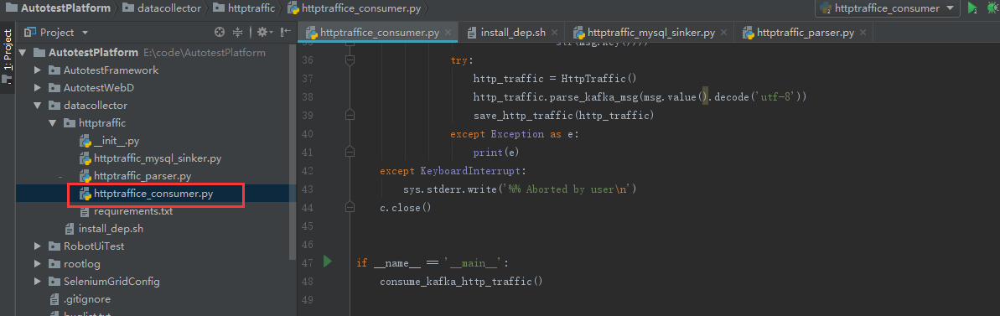 AutotestPlatform datacollector httptraffic httptraffice_consumer.py httptraffice_consumer
1: Project
Project
AutotestPlatform E:\code\AutotestPlatform
AutotestFramework
AutotestWebD
datacollector
httptraffic
__init__.py
httptraffic_mysql_sinker.py
httptraffic_parser.py
httptraffice_consumer.py
requirements.txt
install_dep.sh
RobotUiTest
rootlog
SeleniumGridConfig
.gitignore
httptraffice_consumer.py install_dep.sh httptraffic_mysql_sinker.py httptraffic_parser.py
36 try:
37 http_traffic = HttpTraffic()
38 http_traffic.parse_kafka_msg(msg.value().decode('utf-8'))
39 save_http_traffic(http_traffic)
40 except Exception as e:
41 print(e)
42 except KeyboardInterrupt:
43 sys.stderr.write('%% Aborted by user\n')
44 c.close()
45
46
47 if __name__ == '__main__':
48 consume_kafka_http_traffic()
49